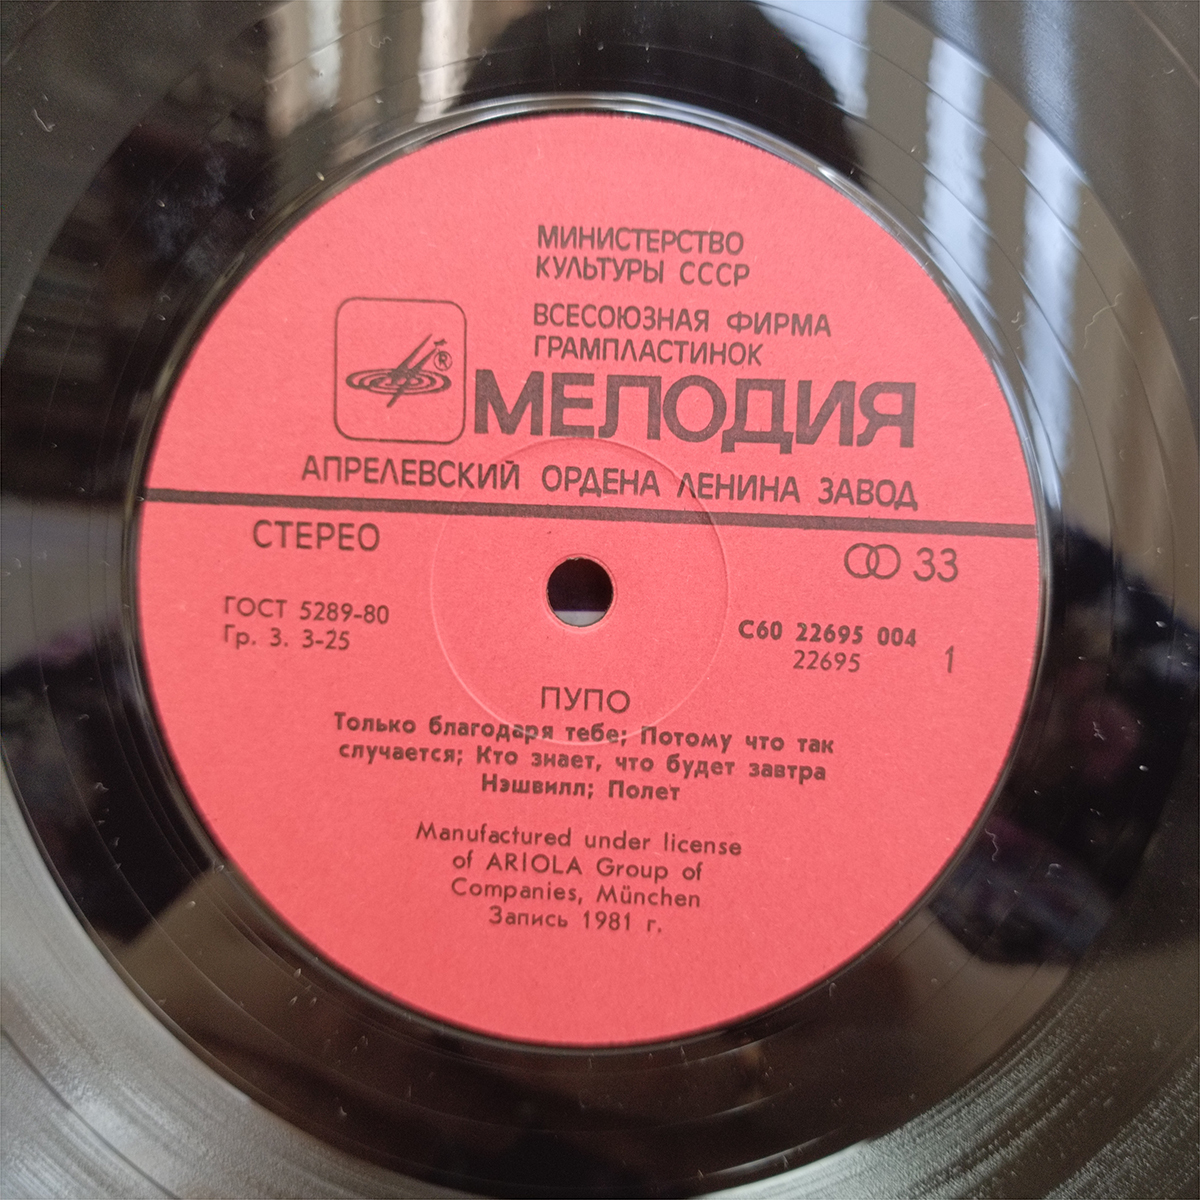 МИНИСТЕРСТВО
КУЛЬТУРЫ СССР
ВСЕСОЮЗНАЯ ФИРМА
ГРАМПЛАСТИНОК
®
МЕЛОДИЯ
АПРЕЛЕВСКИЙ ОРДЕНА ЛЕНИНА ЗАВОД
СТЕРЕО
33
ГОСТ 5289-80
Гр. 3. 3-25
С60 22695 004
22695
1
ПУПО
Только благодаря тебе; Потому что так
случается; Кто знает, что будет завтра
Нэшвилл; Полет
Manufactured under license
of ARIOLA Group of
Companies, München
Запись 1981 г.